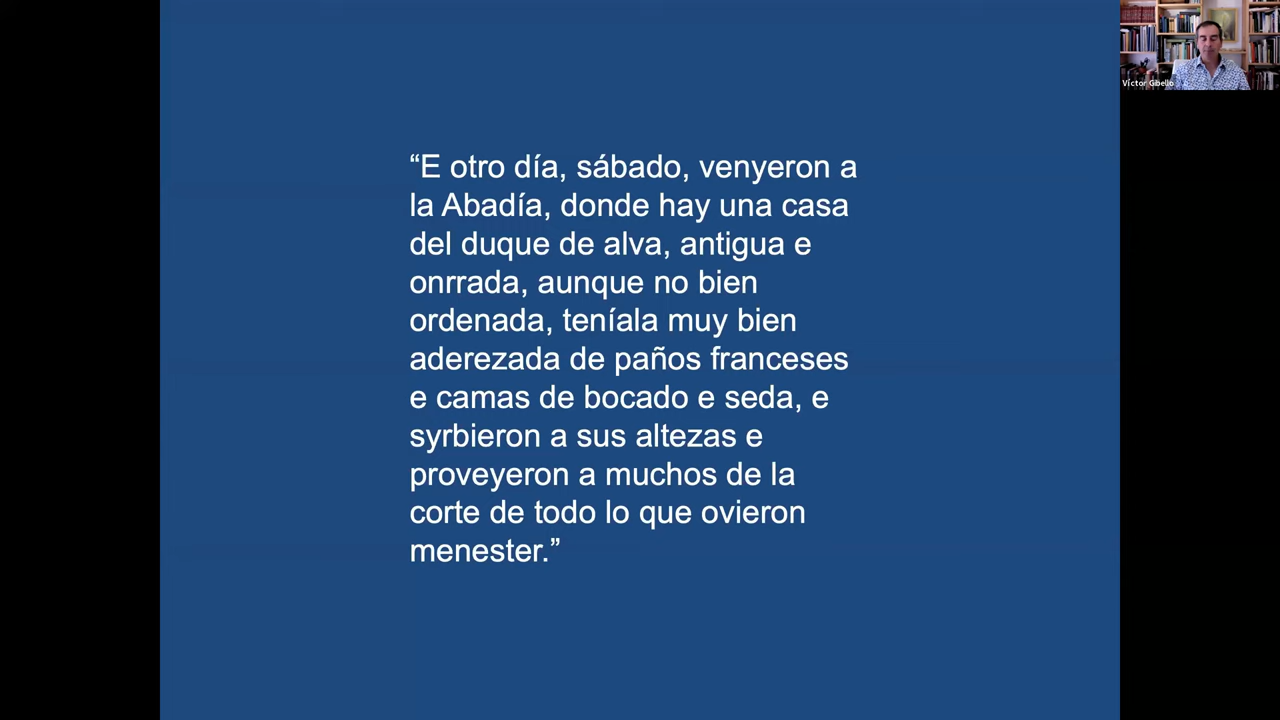 “E otro día, sábado, venyeron a
la Abadía, donde hay una casa
del duque de alva, antigua e
onrrada, aunque no bien
ordenada, teníala muy bien
aderezada de paños franceses
e camas de bocado e seda, e
syrbieron a sus altezas e
proveyeron a muchos de la
corte de todo lo que ovieron
menester.”
Víctor Gibello